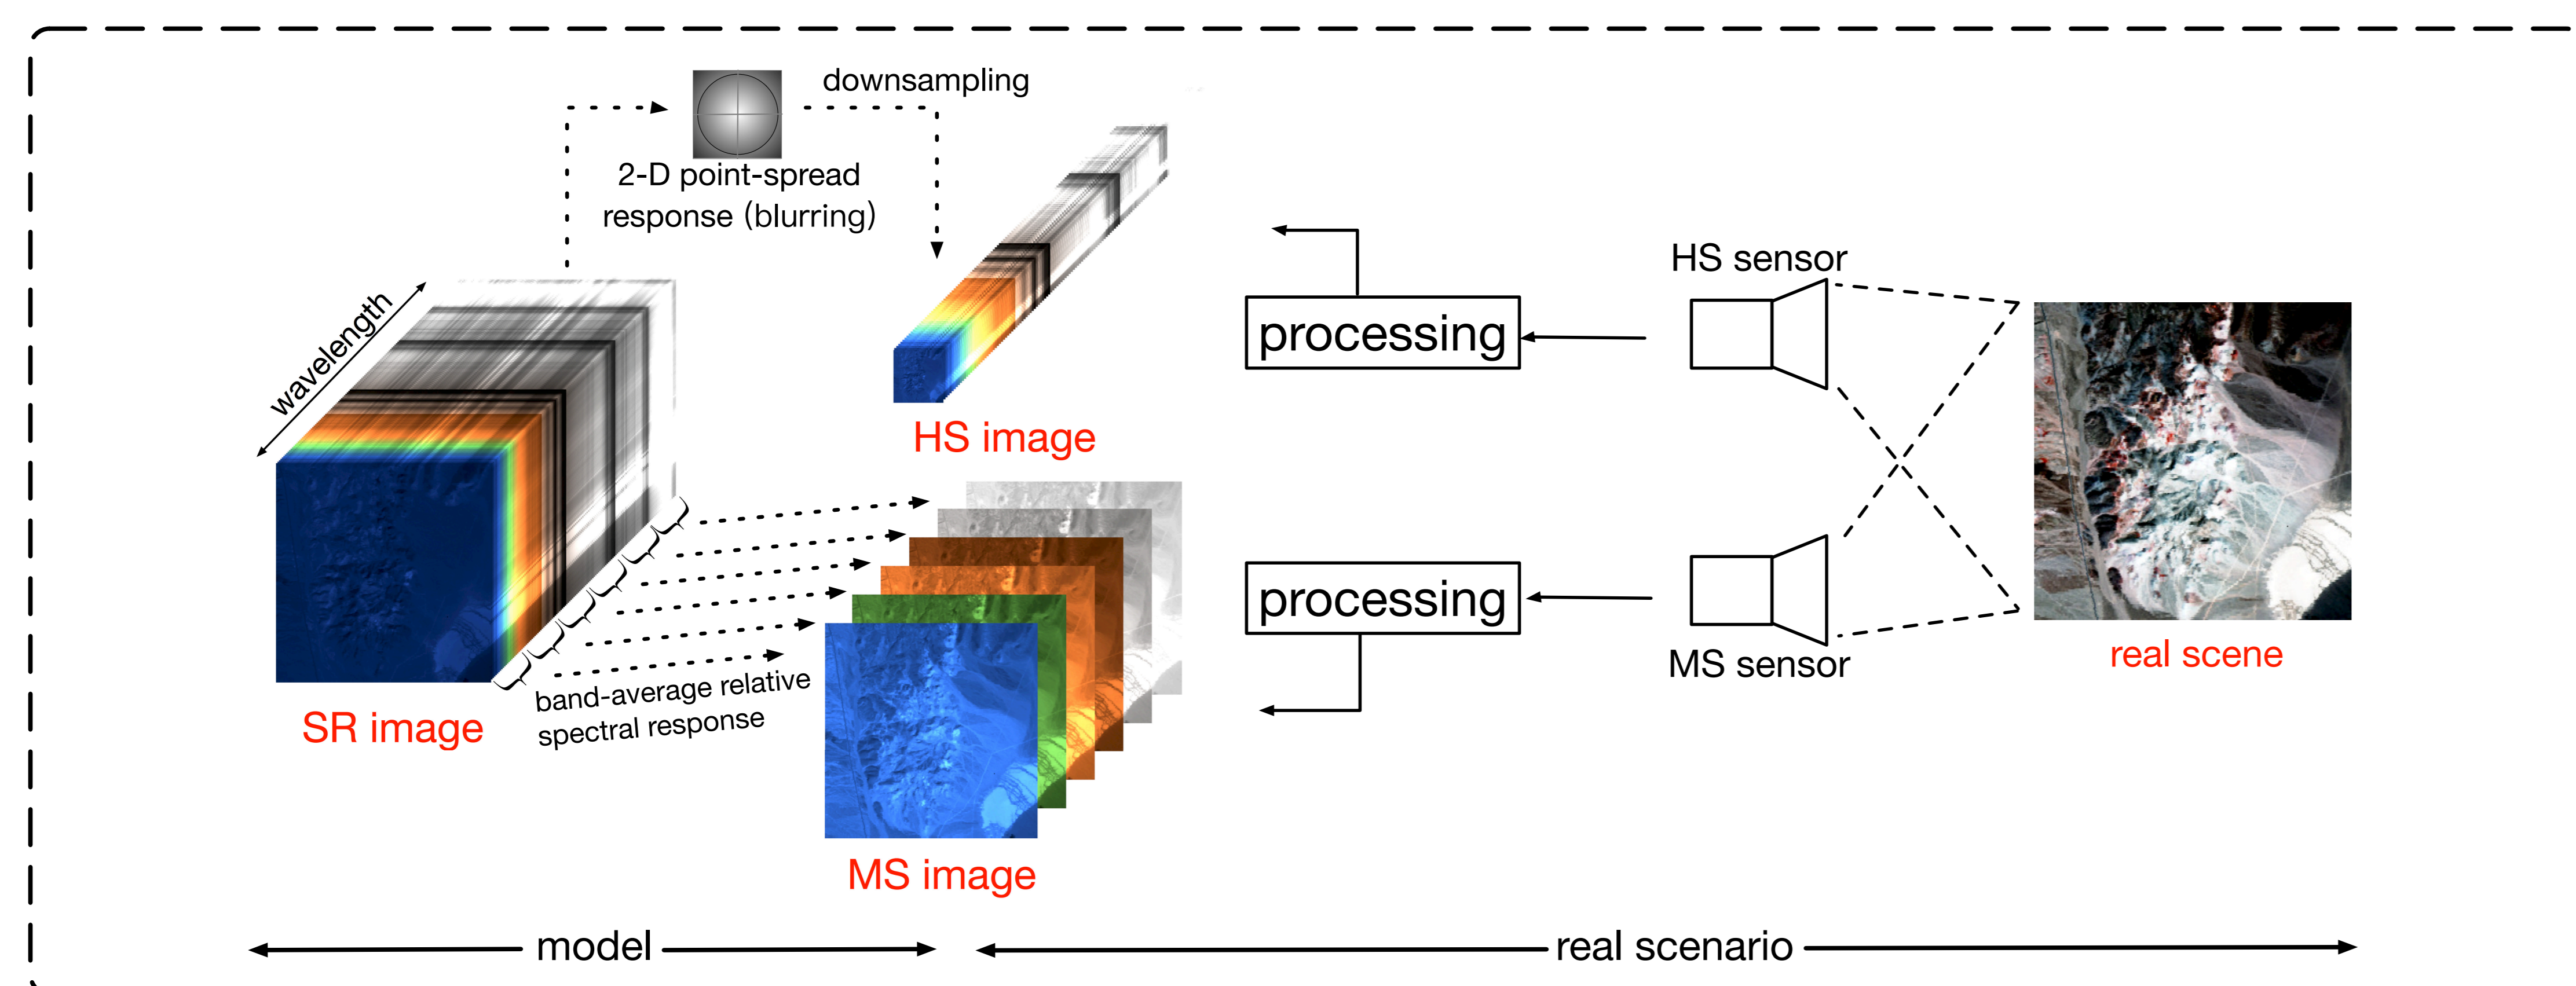 downsampling
2-D point-spread
response (blurring)
wavelength
HS image
SR image
band-average relative
spectral response
MS image
processing
processing
HS sensor
MS sensor
real scene
model
real scenario